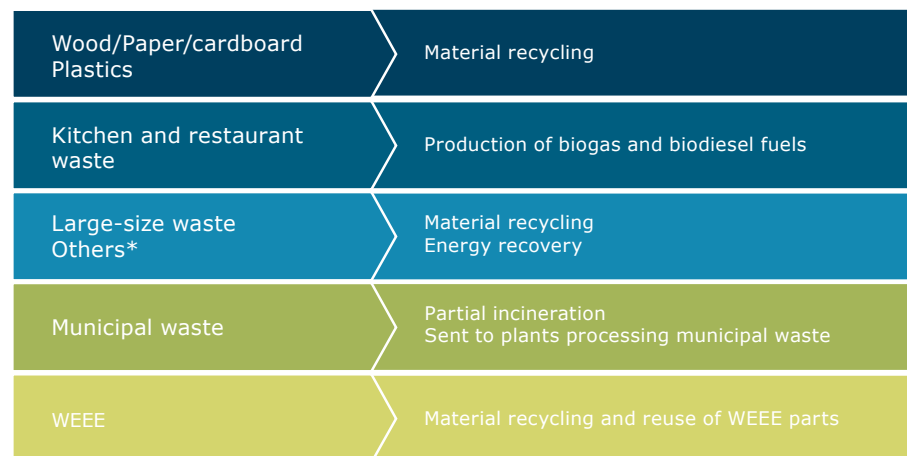 Wood/Paper/cardboard
Plastics
Material recycling
Kitchen and restaurant
waste
Production of biogas and biodiesel fuels
Large-size waste
Others*
Material recycling
Energy recovery
Municipal waste
Partial incineration
Sent to plants processing municipal waste
WEEE
Material recycling and reuse of WEEE parts